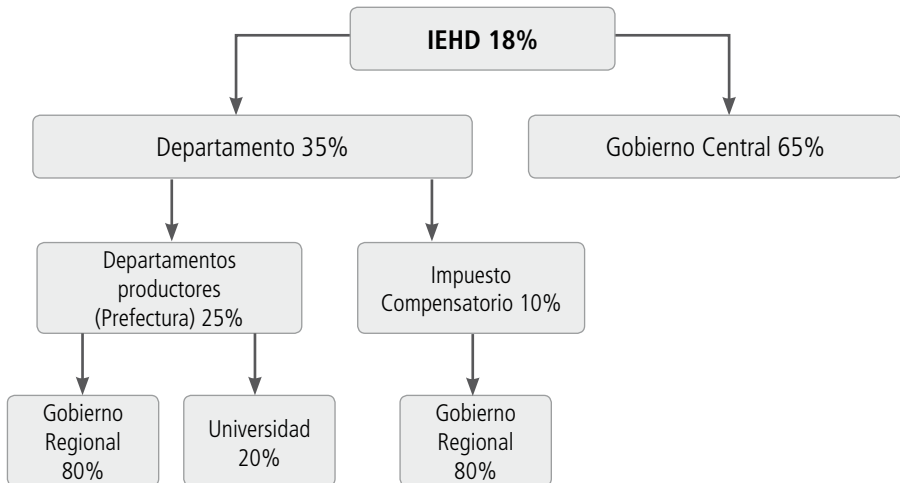 IEHD 18%
Departamento 35%
Gobierno Central 65%
Departamentos
productores
(Prefectura) 25%
Impuesto
Compensatorio 10%
Gobierno
Regional
80%
Universidad
20%
Gobierno
Regional
80%